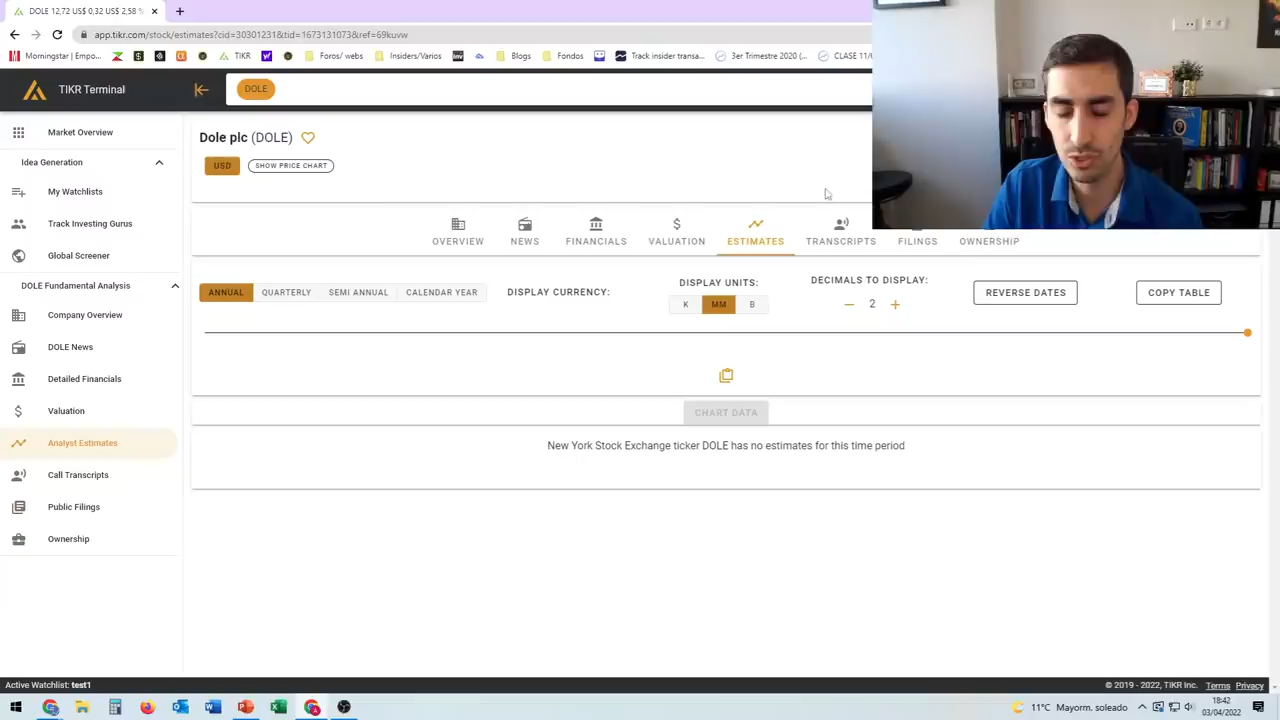 DOLE 12,72 US$ 0,32 US$ 2,58 %
app.tikr.com/stock/estimates?cid=30301231&tid=1673131073&ref=69kuvw
Morningstar | Empo... TIKR Foros/ webs Insiders/Varios Blogs Fondos Track insider transa... 3er Trimestre 2020 (... CLASE 11/
TIKR Terminal
DOLE
Market Overview
Idea Generation
My Watchlists
Track Investing Gurus
Global Screener
DOLE Fundamental Analysis
Company Overview
DOLE News
Detailed Financials
Valuation
Analyst Estimates
Call Transcripts
Public Filings
Ownership
Dole plc (DOLE)
USD SHOW PRICE CHART
OVERVIEW NEWS FINANCIALS VALUATION ESTIMATES TRANSCRIPTS FILINGS OWNERSHIP
ANNUAL QUARTERLY SEMI ANNUAL CALENDAR YEAR
DISPLAY CURRENCY:
DISPLAY UNITS:
K MM B
DECIMALS TO DISPLAY:
− 2 +
REVERSE DATES
COPY TABLE
CHART DATA
New York Stock Exchange ticker DOLE has no estimates for this time period
Active Watchlist: test1
© 2019 - 2022, TIKR Inc. Terms Privacy
11°C Mayorm. soleado
18:42
03/04/2022